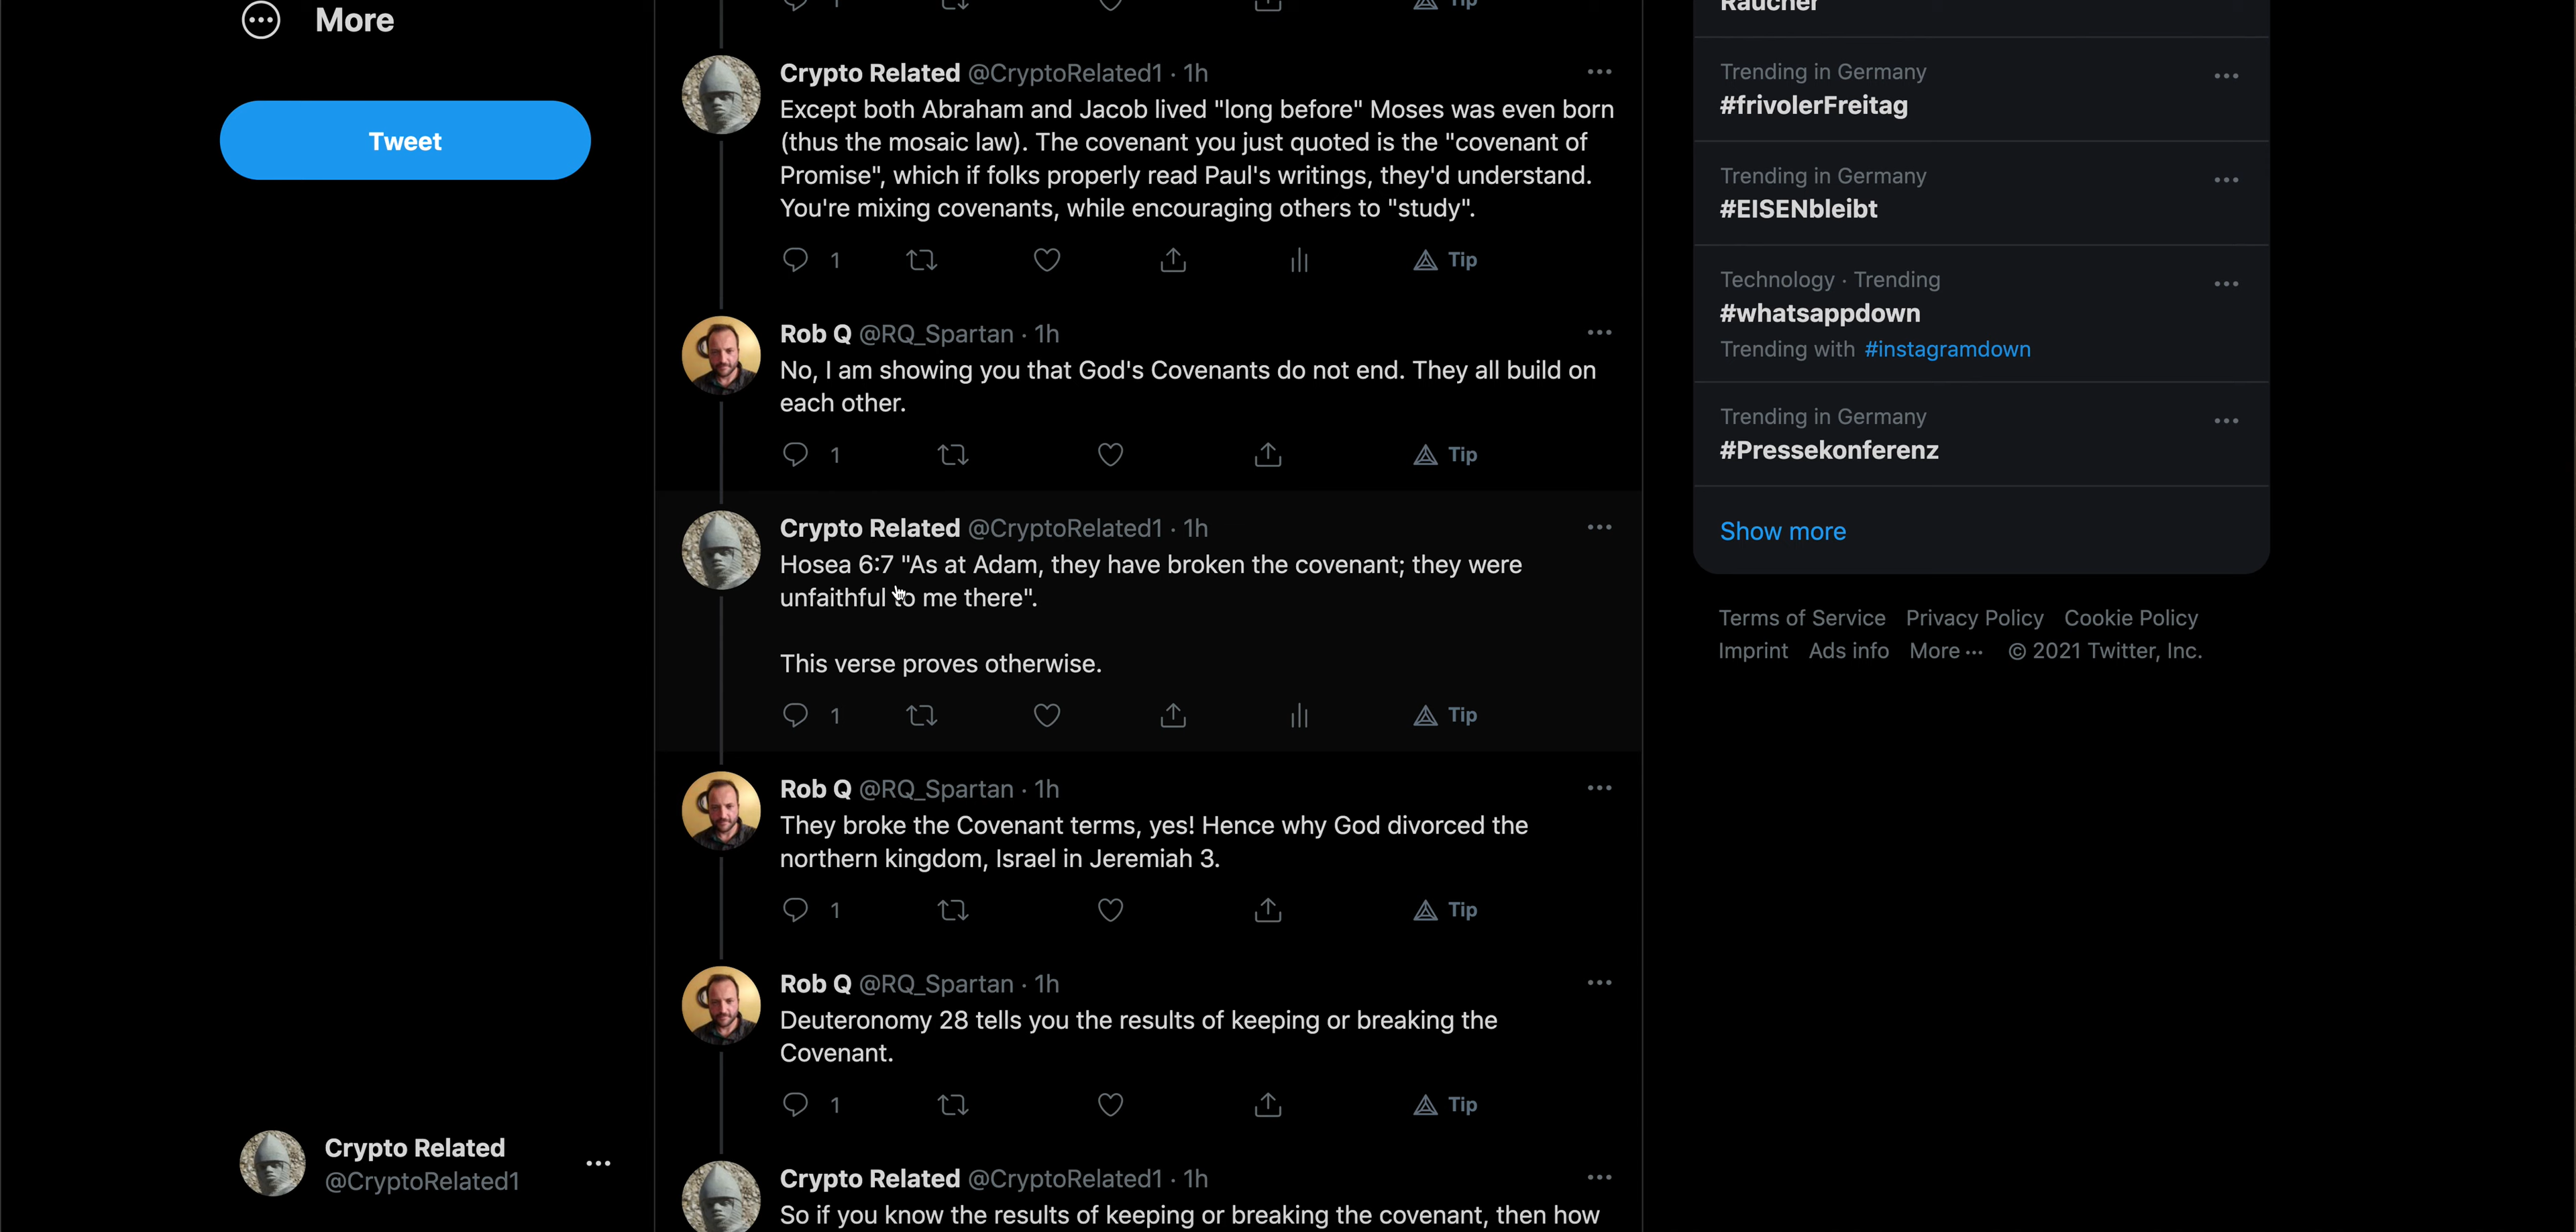 More
Tweet
Crypto Related @CryptoRelated1 · 1h
Except both Abraham and Jacob lived "long before" Moses was even born
(thus the mosaic law). The covenant you just quoted is the "covenant of
Promise", which if folks properly read Paul's writings, they'd understand.
You're mixing covenants, while encouraging others to "study".
1 Tip
Rob Q @RQ_Spartan · 1h
No, I am showing you that God's Covenants do not end. They all build on
each other.
1 Tip
Crypto Related @CryptoRelated1 · 1h
Hosea 6:7 "As at Adam, they have broken the covenant; they were
unfaithful to me there".
This verse proves otherwise.
1 Tip
Rob Q @RQ_Spartan · 1h
They broke the Covenant terms, yes! Hence why God divorced the
northern kingdom, Israel in Jeremiah 3.
1 Tip
Rob Q @RQ_Spartan · 1h
Deuteronomy 28 tells you the results of keeping or breaking the
Covenant.
1 Tip
Crypto Related @CryptoRelated1 · 1h
So if you know the results of keeping or breaking the covenant, then how
Crypto Related
@CryptoRelated1
Raucher
Trending in Germany
#frivolerFreitag
Trending in Germany
#EISENbleibt
Technology · Trending
#whatsappdown
Trending with #instagramdown
Trending in Germany
#Pressekonferenz
Show more
Terms of Service Privacy Policy Cookie Policy
Imprint Ads info More ··· © 2021 Twitter, Inc.